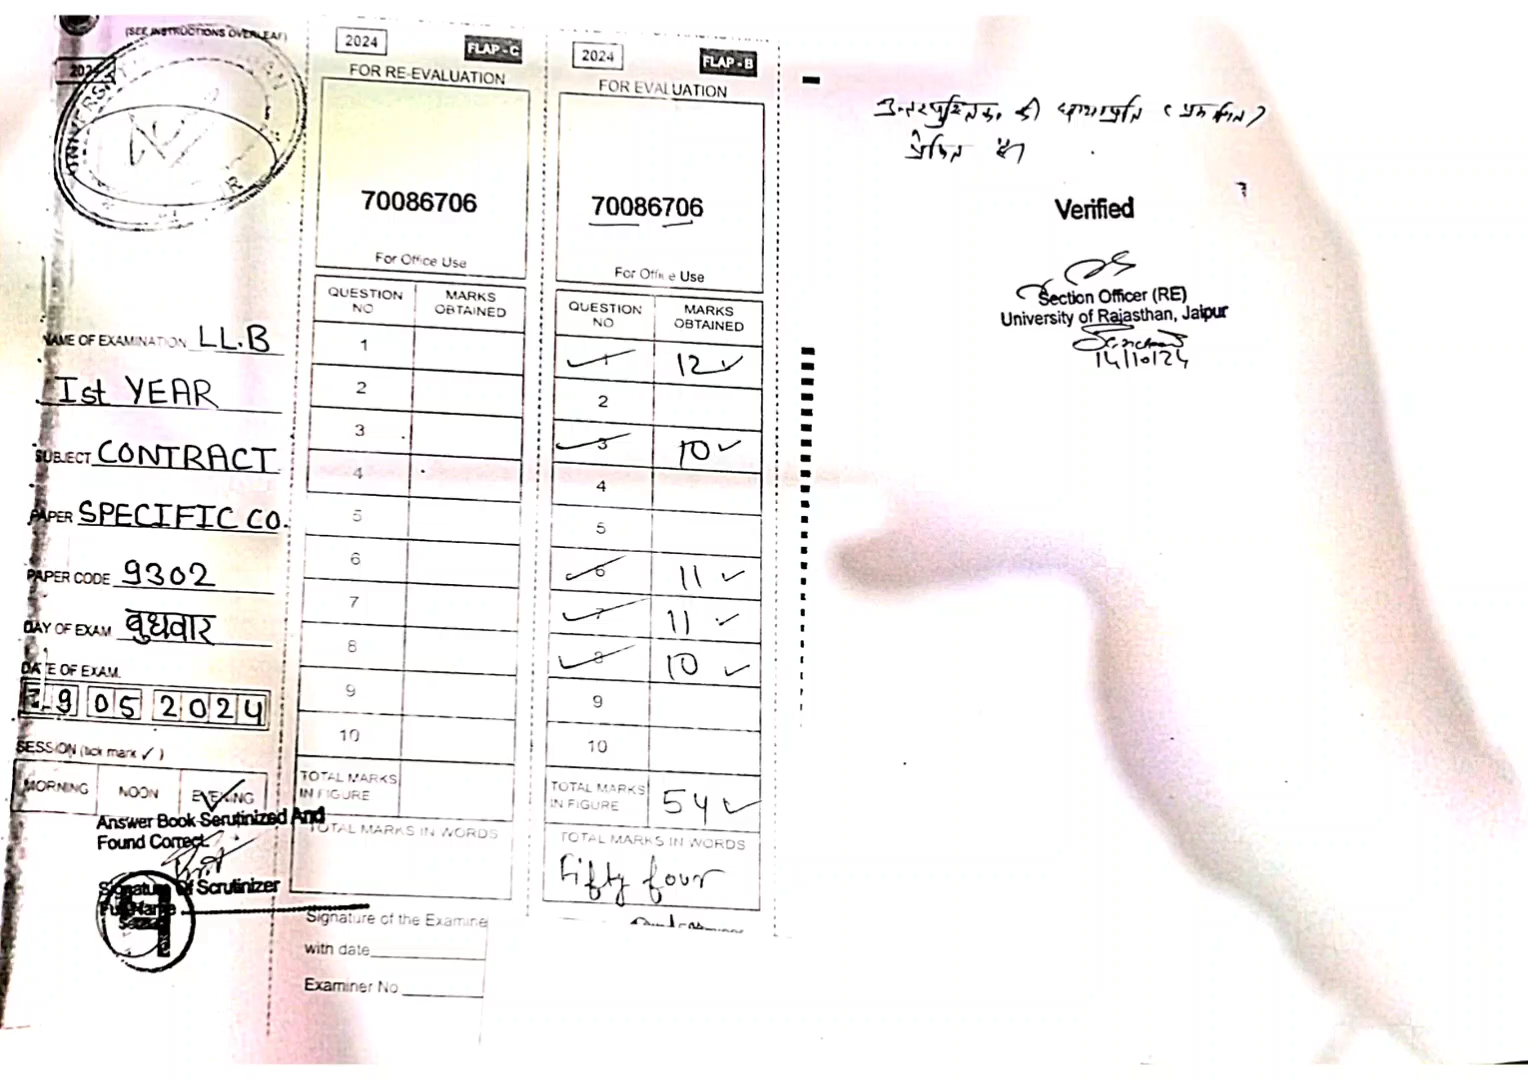 (SEE INSTRUCTIONS OVERLEAF)
2024
NAME OF EXAMINATION LL.B
Ist YEAR
SUBJECT CONTRACT
PAPER SPECIFIC CO.
PAPER CODE 9302
DAY OF EXAM बुधवार
DATE OF EXAM.
9 05 2024
SESSION (tick mark ✓)
MORNING NOON EVENING
Answer Book Scrutinized And
Found Correct
Signature Of Scrutinizer
Full Name
2024 FLAP - C
FOR RE-EVALUATION
70086706
For Office Use
QUESTION NO MARKS OBTAINED
1
2
3
4
5
6
7
8
9
10
TOTAL MARKS
IN FIGURE
TOTAL MARKS IN WORDS
Signature of the Examine
with date
Examiner No
2024 FLAP - B
FOR EVALUATION
70086706
For Office Use
QUESTION NO MARKS OBTAINED
1 12 ✓
2
3 10 ✓
4
5
6 11 ✓
7 11 ✓
8 10 ✓
9
10
TOTAL MARKS
IN FIGURE 54 ✓
TOTAL MARKS IN WORDS
Fifty four
Verified
Section Officer (RE)
University of Rajasthan, Jaipur
14/10/24